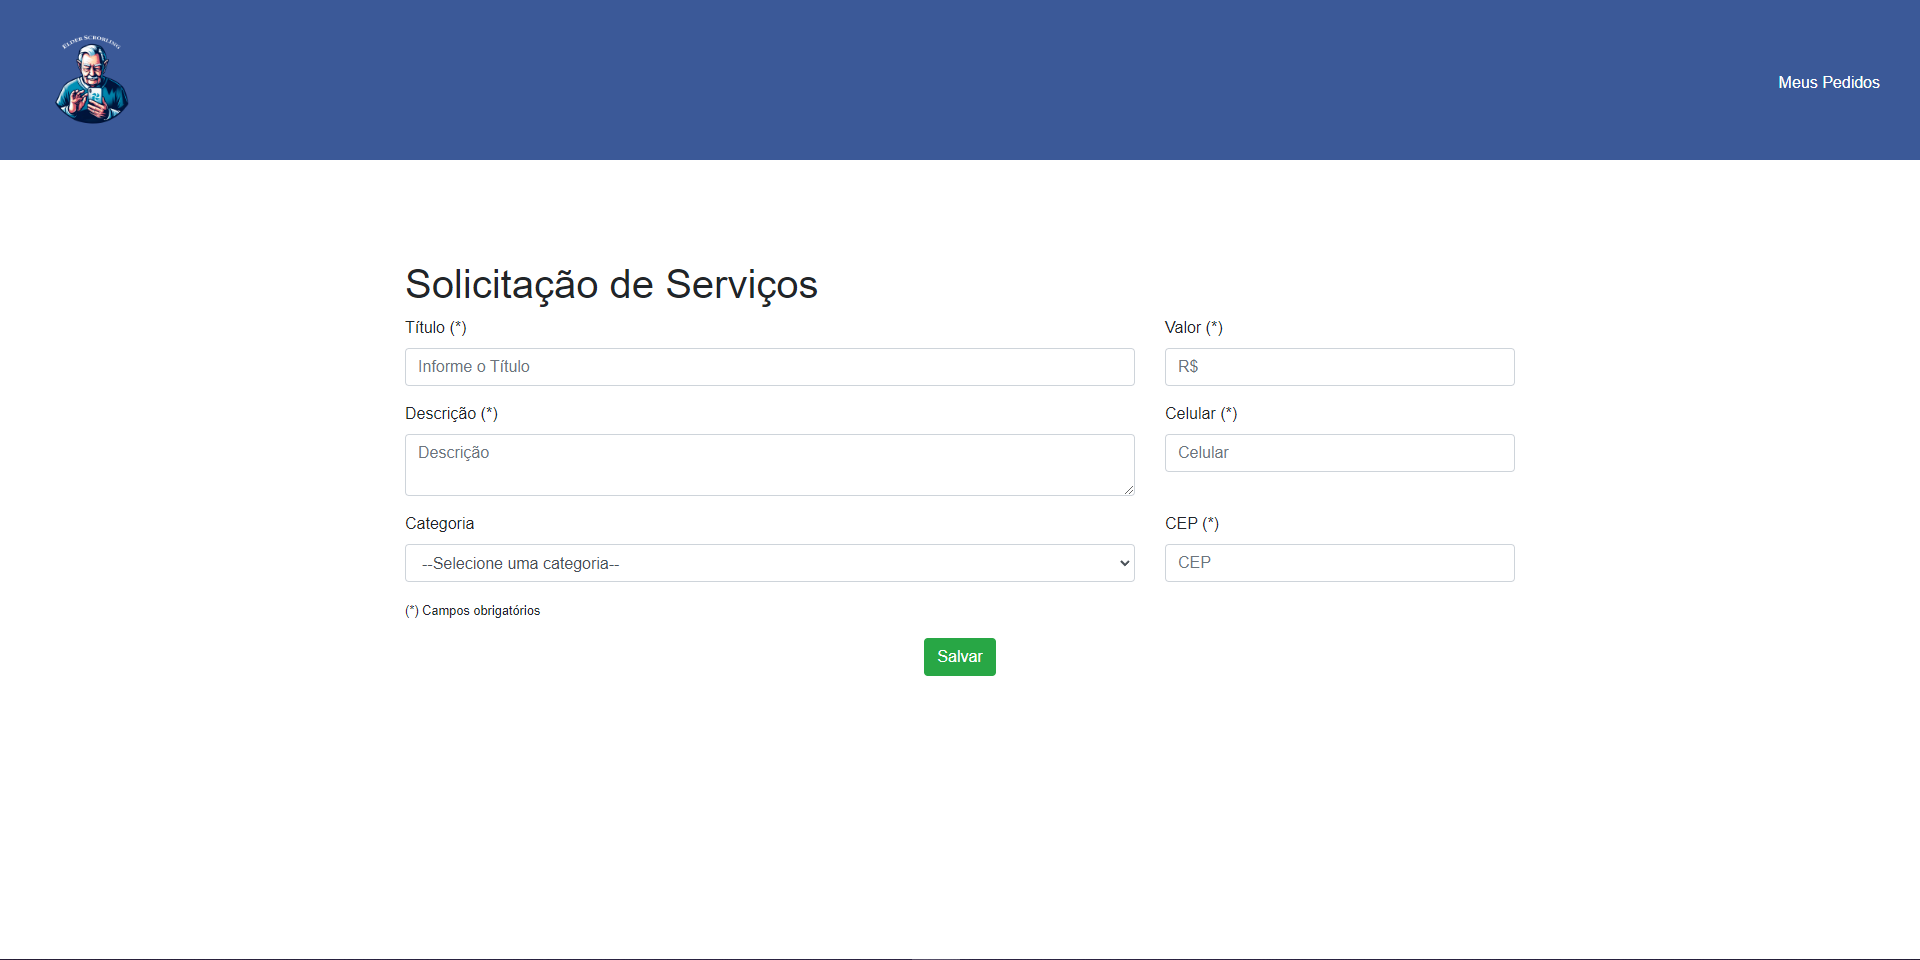 ELDER SCROLLING
Meus Pedidos
Solicitação de Serviços
Título (*)
Valor (*)
Informe o Título
R$
Descrição (*)
Celular (*)
Descrição
Celular
Categoria
CEP (*)
--Selecione uma categoria--
CEP
(*) Campos obrigatórios
Salvar